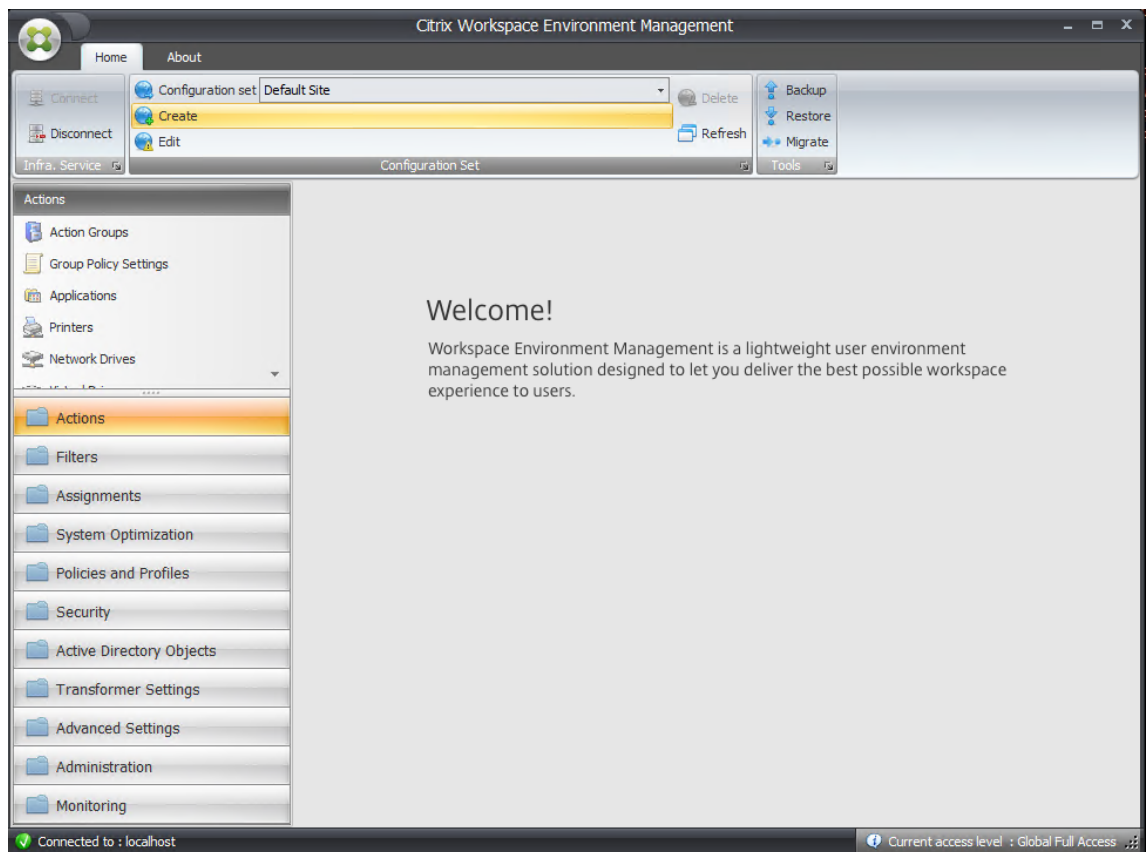 Citrix Workspace Environment Management
Home About
Connect
Disconnect
Infra. Service
Configuration set Default Site
Create
Edit
Delete
Refresh
Configuration Set
Backup
Restore
Migrate
Tools
Actions
Action Groups
Group Policy Settings
Applications
Printers
Network Drives
Actions
Filters
Assignments
System Optimization
Policies and Profiles
Security
Active Directory Objects
Transformer Settings
Advanced Settings
Administration
Monitoring
Welcome!
Workspace Environment Management is a lightweight user environment
management solution designed to let you deliver the best possible workspace
experience to users.
Connected to : localhost
Current access level : Global Full Access